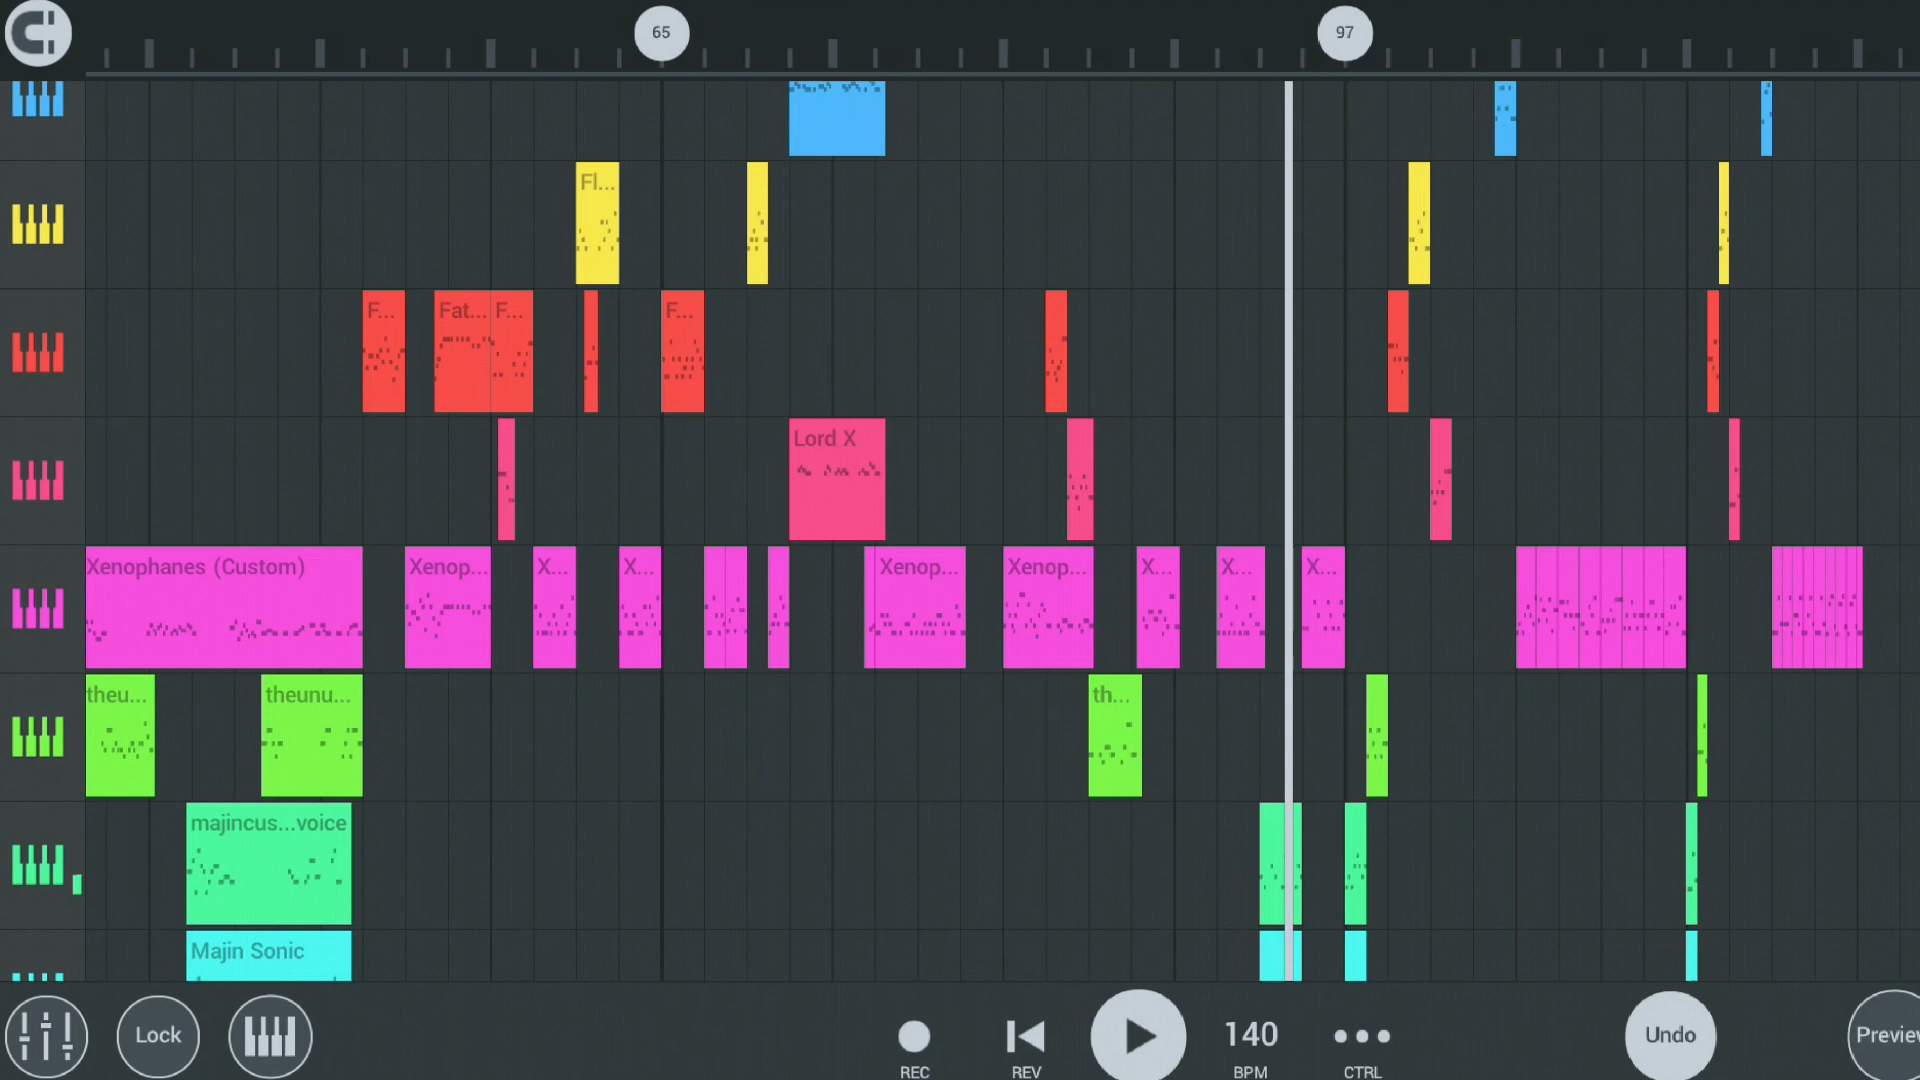 65
97
Fl...
F...
Fat...
F...
F...
Lord X
Xenophanes (Custom)
Xenop...
X...
X...
Xenop...
Xenop...
X...
X...
X...
theu...
theunu...
th...
majincus...voice
Majin Sonic
Lock
140
Undo
Preview
REC
REV
BPM
CTRL